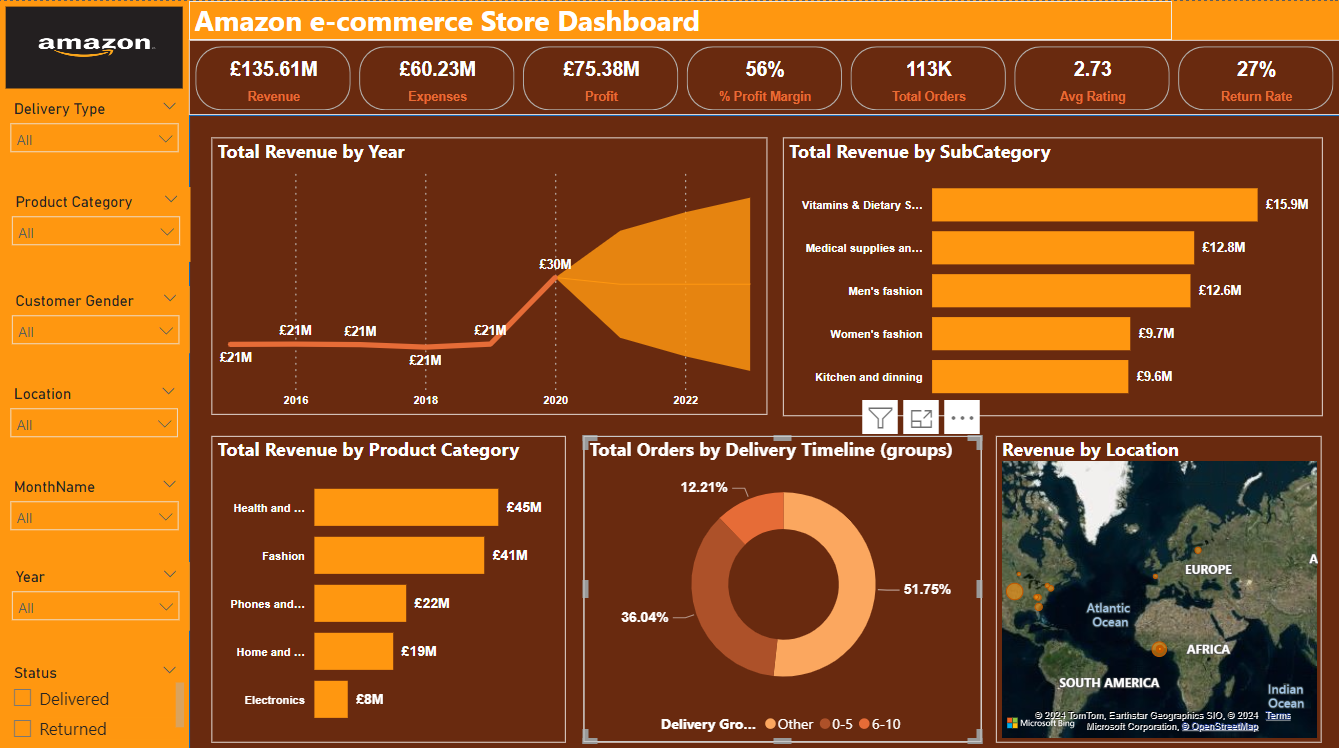 amazon
Amazon e-commerce Store Dashboard
£135.61M
Revenue
£60.23M
Expenses
£75.38M
Profit
56%
% Profit Margin
113K
Total Orders
2.73
Avg Rating
27%
Return Rate
Delivery Type
All
Product Category
All
Customer Gender
All
Location
All
MonthName
All
Year
All
Status
Delivered
Returned
Total Revenue by Year
£21M
£21M
£21M
£21M
£21M
£30M
2016
2018
2020
2022
Total Revenue by SubCategory
Vitamins & Dietary S...
£15.9M
Medical supplies an...
£12.8M
Men's fashion
£12.6M
Women's fashion
£9.7M
Kitchen and dinning
£9.6M
Total Revenue by Product Category
Health and ...
£45M
Fashion
£41M
Phones and...
£22M
Home and ...
£19M
Electronics
£8M
Total Orders by Delivery Timeline (groups)
12.21%
51.75%
36.04%
Delivery Gro...
Other
0-5
6-10
Revenue by Location
EUROPE
A
Atlantic
Ocean
AFRICA
SOUTH AMERICA
Indian
Ocean
Microsoft Bing
© 2024 TomTom, Earthstar Geographics SIO, © 2024 Terms
Microsoft Corporation, © OpenStreetMap